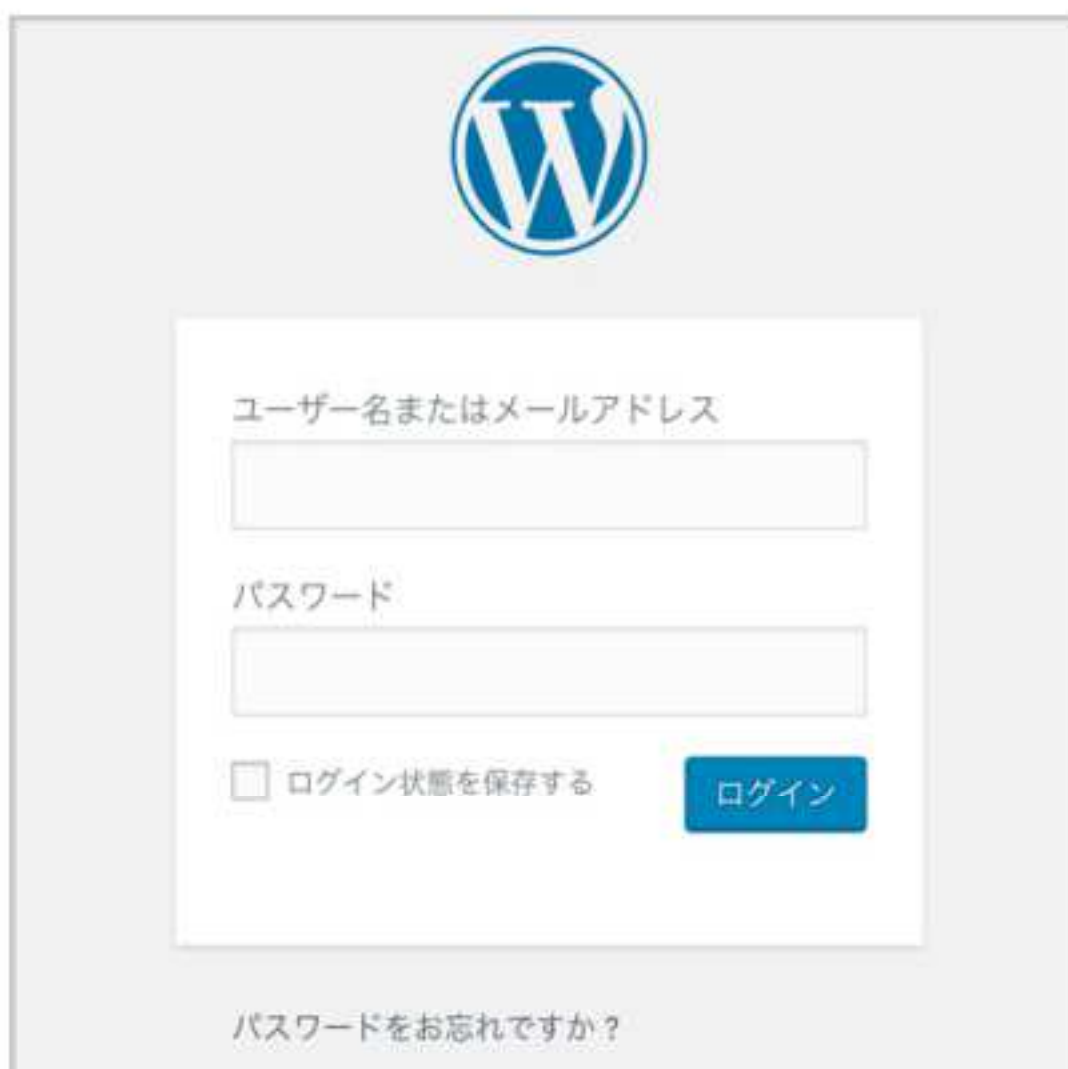 ユーザー名またはメールアドレス
パスワード
ログイン状態を保存する
ログイン
パスワードをお忘れですか？